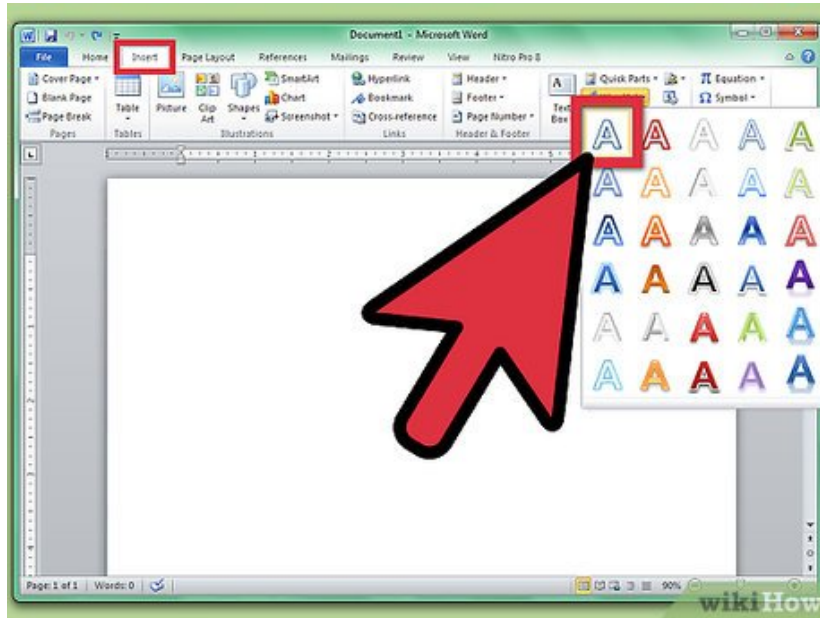 Document1 - Microsoft Word
File Home Insert Page Layout References Mailings Review View Nitro Pro 8
Cover Page
Blank Page
Page Break
Pages
Table
Tables
Picture
Clip Art
Shapes
SmartArt
Chart
Screenshot
Illustrations
Hyperlink
Bookmark
Cross-reference
Links
Header
Footer
Page Number
Header & Footer
A
Text Box
Quick Parts
π Equation
Ω Symbol
A A A A A
A A A A A
A A A A A
A A A A A
A A A A A
A A A A A
Page: 1 of 1 Words: 0
90%
wikiHow